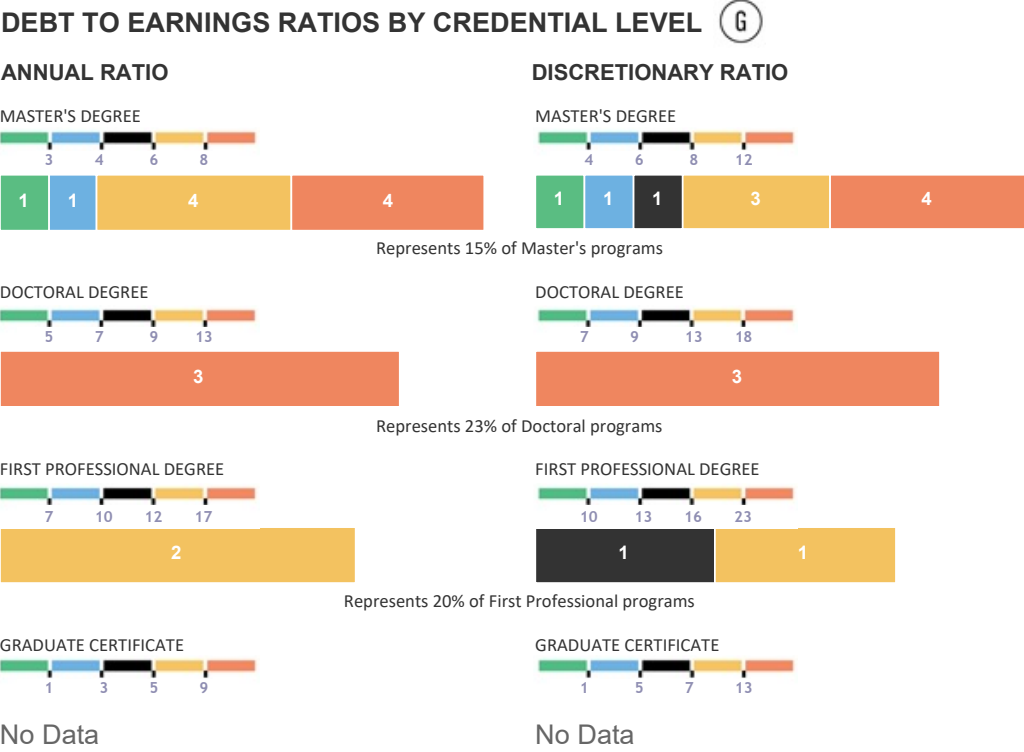 DEBT TO EARNINGS RATIOS BY CREDENTIAL LEVEL G
ANNUAL RATIO
DISCRETIONARY RATIO
MASTER'S DEGREE
3 4 6 8
1 1 4 4
MASTER'S DEGREE
4 6 8 12
1 1 1 3 4
Represents 15% of Master's programs
DOCTORAL DEGREE
5 7 9 13
3
DOCTORAL DEGREE
7 9 13 18
3
Represents 23% of Doctoral programs
FIRST PROFESSIONAL DEGREE
7 10 12 17
2
FIRST PROFESSIONAL DEGREE
10 13 16 23
1 1
Represents 20% of First Professional programs
GRADUATE CERTIFICATE
1 3 5 9
No Data
GRADUATE CERTIFICATE
1 5 7 13
No Data